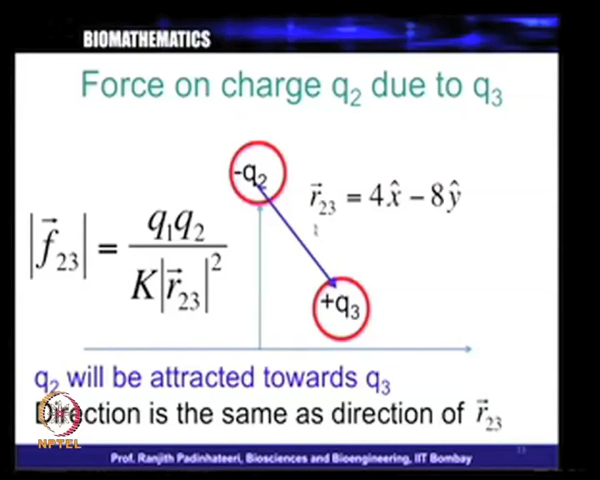 BIOMATHEMATICS
Force on charge q₂ due to q₃
-q₂
r⃗₂₃ = 4x̂ − 8ŷ
|f⃗₂₃| = q₁q₂ / K|r⃗₂₃|²
+q₃
q₂ will be attracted towards q₃
Direction is the same as direction of r⃗₂₃
NPTEL
Prof. Ranjith Padinhateeri, Biosciences and Bioengineering, IIT Bombay
13